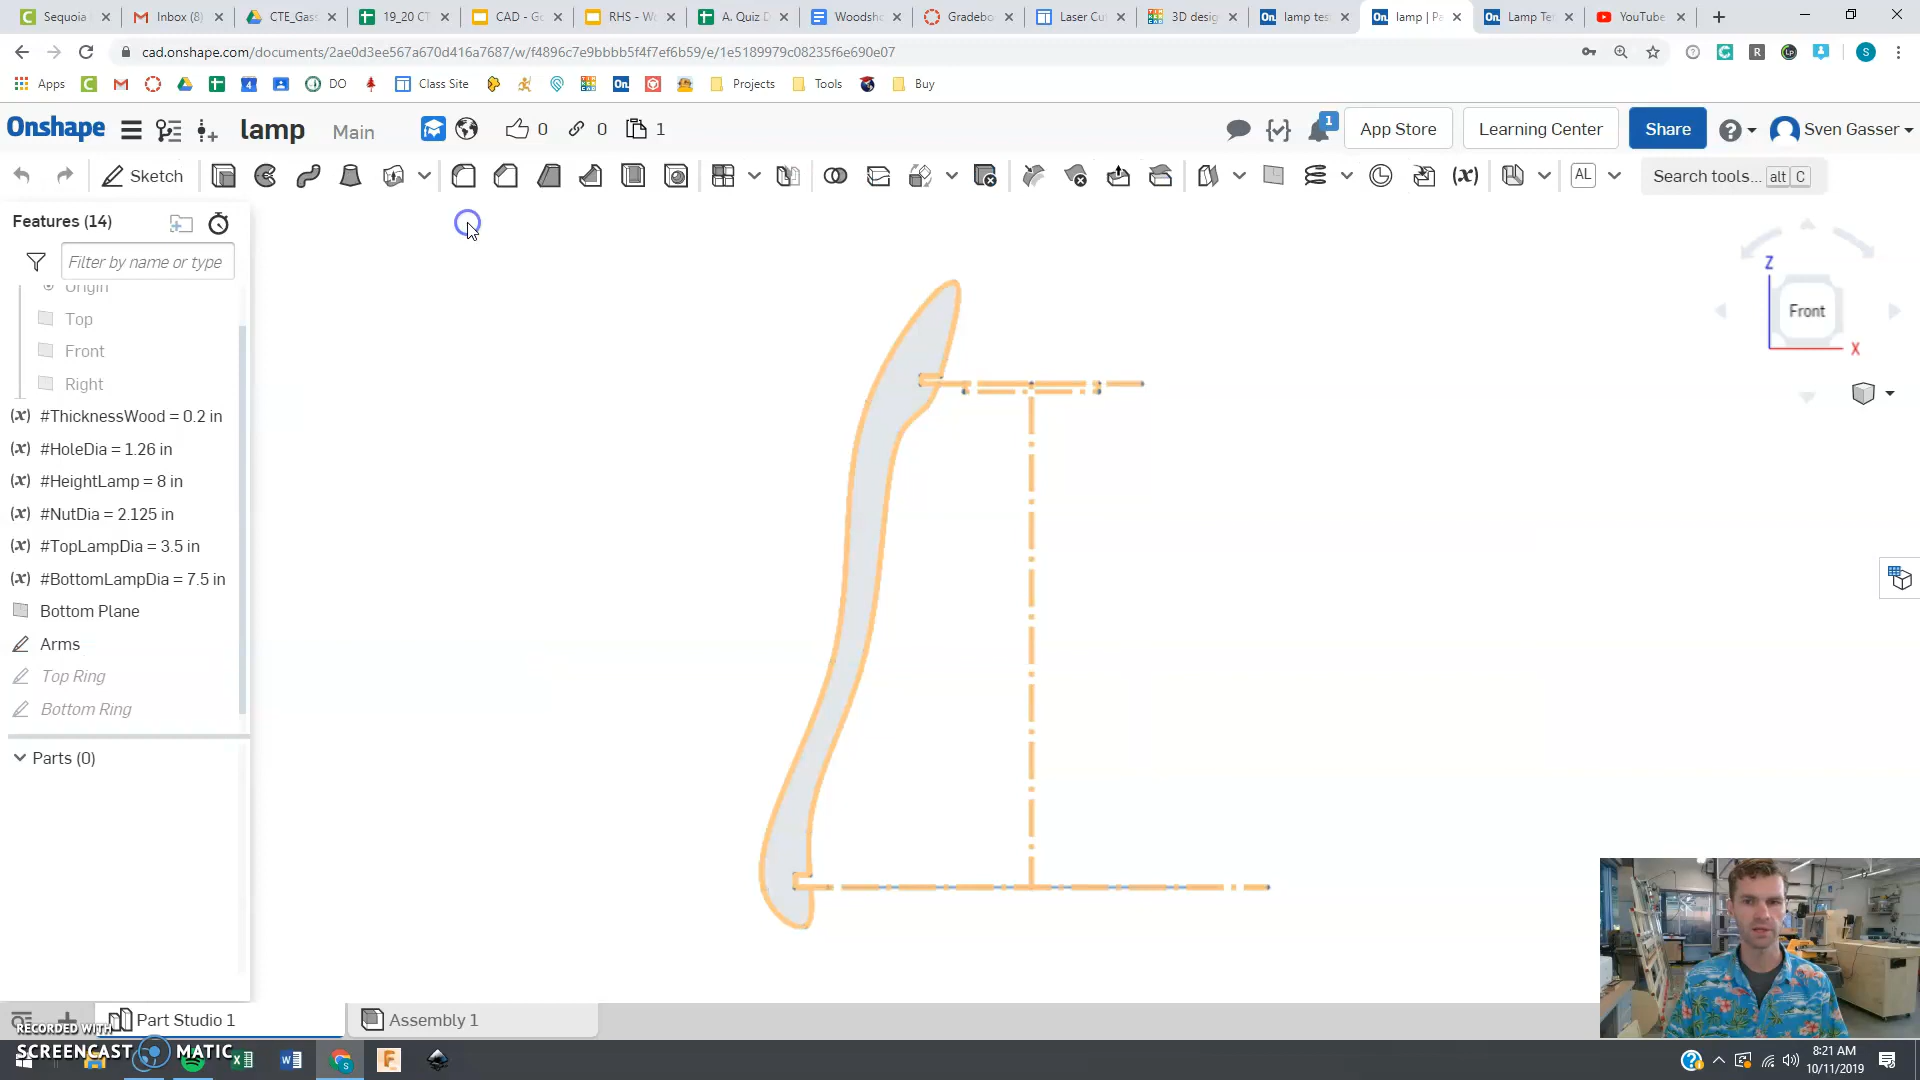 Sequoia
Inbox (8)
CTE_Gas
19_20 CT
CAD - Go
RHS - Wo
A. Quiz D
Woodsh
Gradebo
Laser Cu
3D desig
lamp tes
lamp | Pa
Lamp Te
YouTube
cad.onshape.com/documents/2ae0d3ee567a670d416a7687/w/f4896c7e9bbbb5f4f7ef6b59/e/1e5189979c08235f6e690e07
Apps
DO
Class Site
Projects
Tools
Buy
Onshape
lamp
Main
0
0
1
1
App Store
Learning Center
Share
Sven Gasser
Sketch
Search tools... alt C
Features (14)
Filter by name or type
Origin
Top
Front
Right
(x) #ThicknessWood = 0.2 in
(x) #HoleDia = 1.26 in
(x) #HeightLamp = 8 in
(x) #NutDia = 2.125 in
(x) #TopLampDia = 3.5 in
(x) #BottomLampDia = 7.5 in
Bottom Plane
Arms
Top Ring
Bottom Ring
Parts (0)
Z
Front
X
Part Studio 1
Assembly 1
RECORDED WITH
SCREENCAST MATIC
8:21 AM
10/11/2019